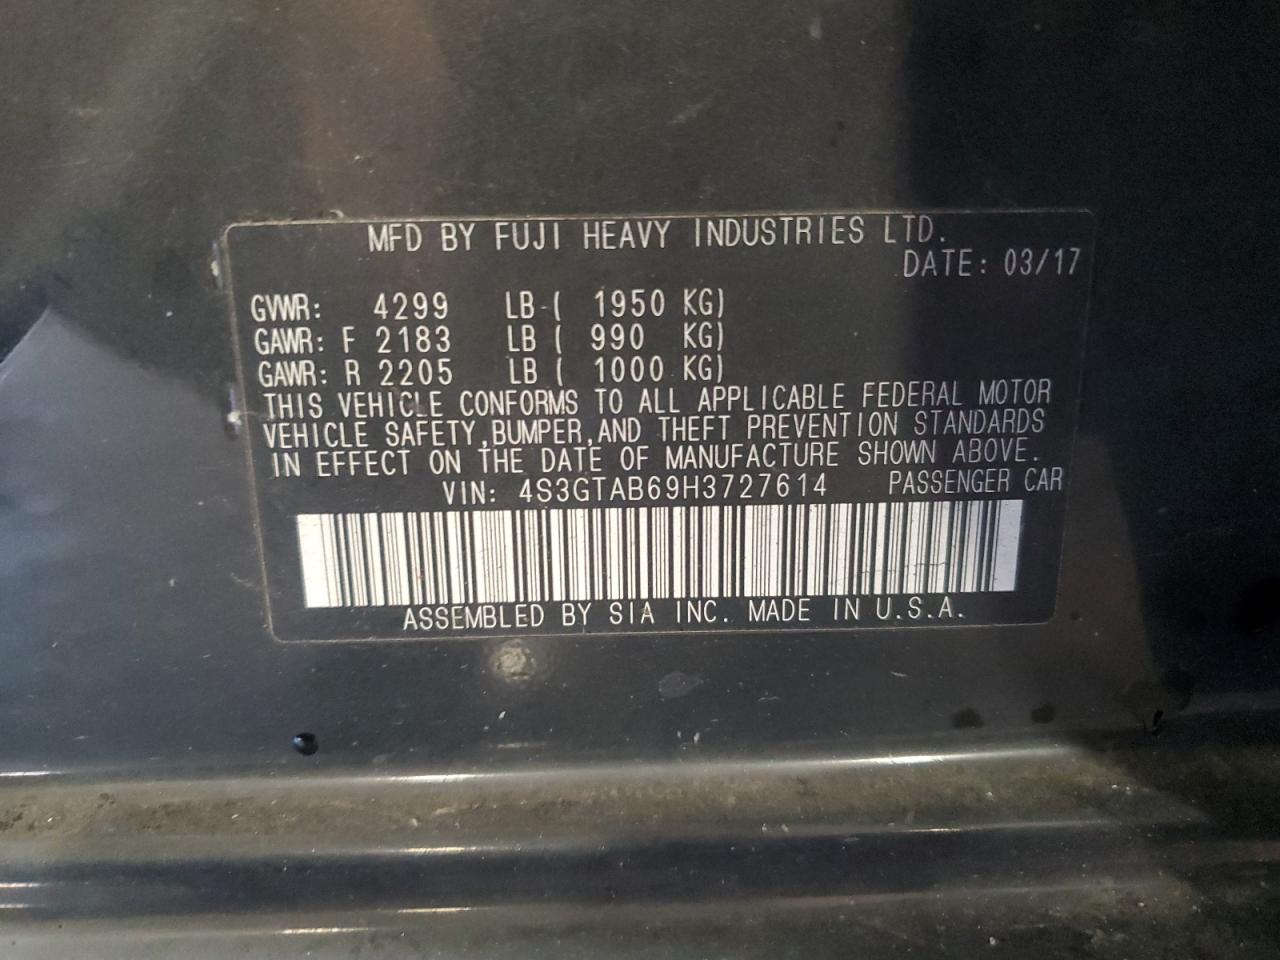 MFD BY FUJI HEAVY INDUSTRIES LTD.
DATE: 03/17
GVWR: 4299 LB ( 1950 KG)
GAWR: F 2183 LB ( 990 KG)
GAWR: R 2205 LB ( 1000 KG)
THIS VEHICLE CONFORMS TO ALL APPLICABLE FEDERAL MOTOR
VEHICLE SAFETY, BUMPER, AND THEFT PREVENTION STANDARDS
IN EFFECT ON THE DATE OF MANUFACTURE SHOWN ABOVE.
VIN: 4S3GTAB69H3727614 PASSENGER CAR
ASSEMBLED BY SIA INC. MADE IN U.S.A.